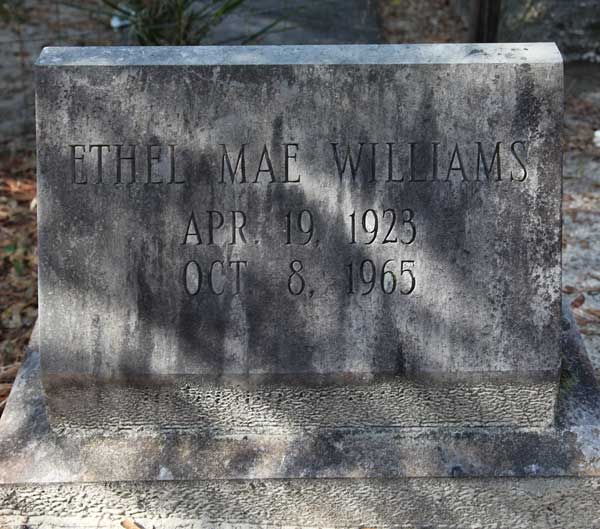 ETHEL MAE WILLIAMS
APR. 19, 1923
OCT 8, 1965